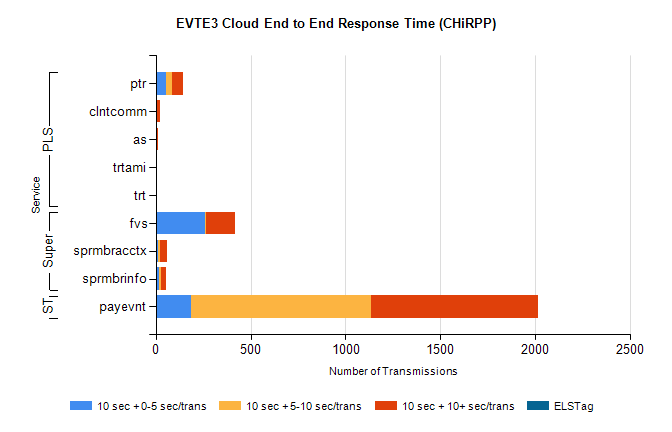 EVTE3 Cloud End to End Response Time (CHiRPP)
Service
PLS
ptr
clntcomm
as
trtami
trt
Super
fvs
sprmbracctx
sprmbrinfo
ST
payevnt
0 500 1000 1500 2000 2500
Number of Transmissions
10 sec +0-5 sec/trans 10 sec +5-10 sec/trans 10 sec + 10+ sec/trans ELSTag